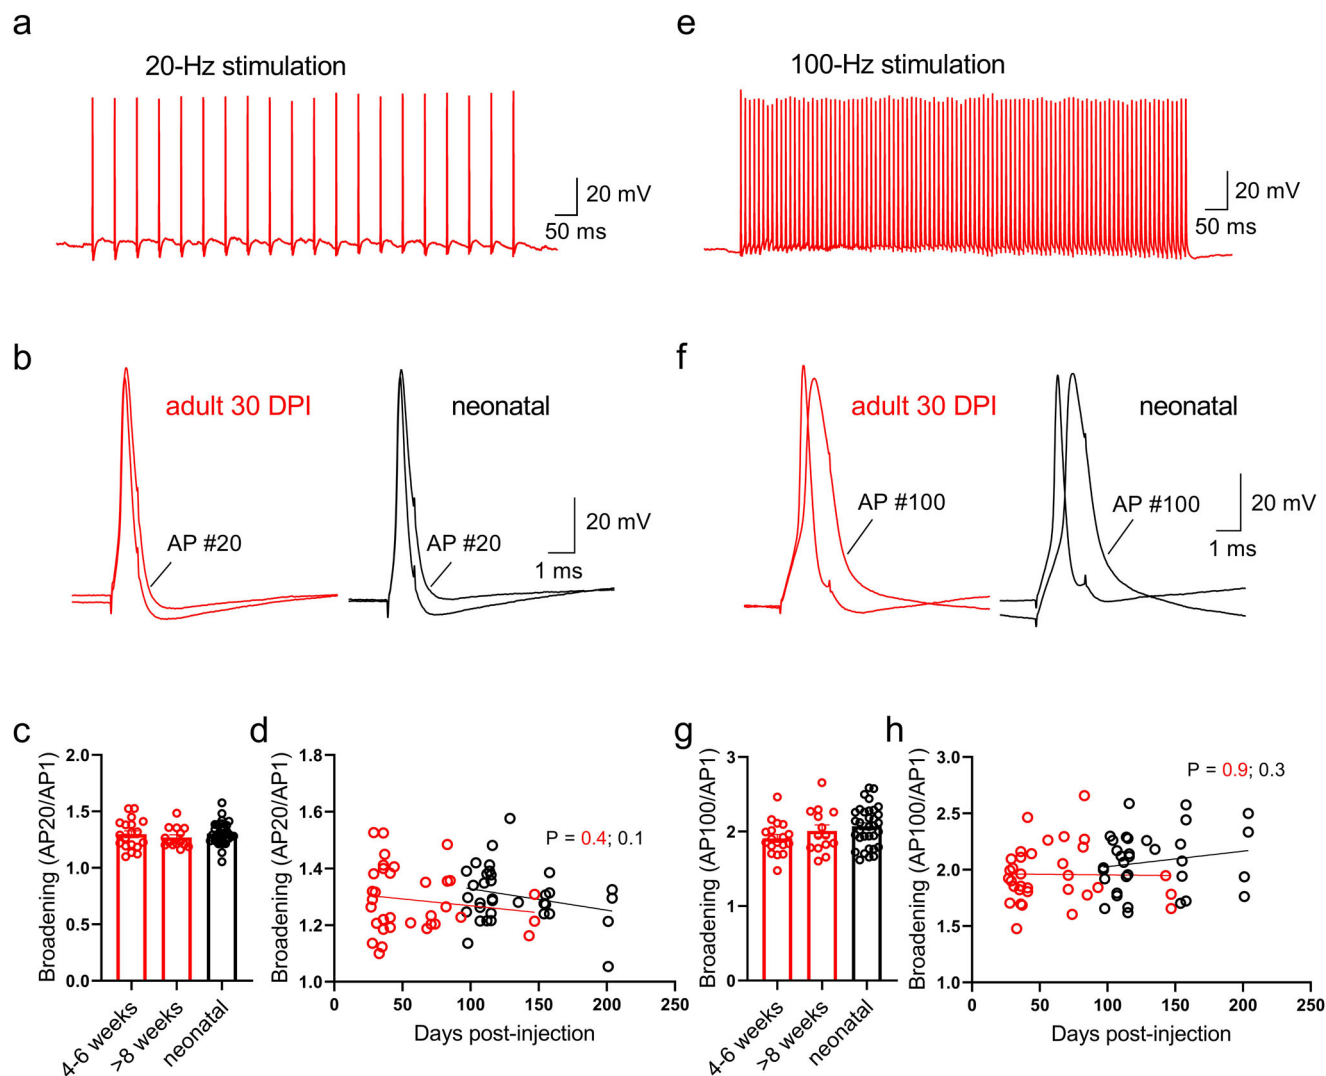 a
20-Hz stimulation
20 mV
50 ms
e
100-Hz stimulation
20 mV
50 ms
b
adult 30 DPI
neonatal
AP #20
AP #20
20 mV
1 ms
f
adult 30 DPI
neonatal
AP #100
AP #100
20 mV
1 ms
c
Broadening (AP20/AP1)
2.0
1.5
1.0
0.5
0.0
4-6 weeks
>8 weeks
neonatal
d
Broadening (AP20/AP1)
1.8
1.6
1.4
1.2
1.0
P = 0.4; 0.1
0
50
100
150
200
250
Days post-injection
g
Broadening (AP100/AP1)
3
2
1
0
4-6 weeks
>8 weeks
neonatal
h
Broadening (AP100/AP1)
3.0
2.5
2.0
1.5
1.0
P = 0.9; 0.3
0
50
100
150
200
250
Days post-injection